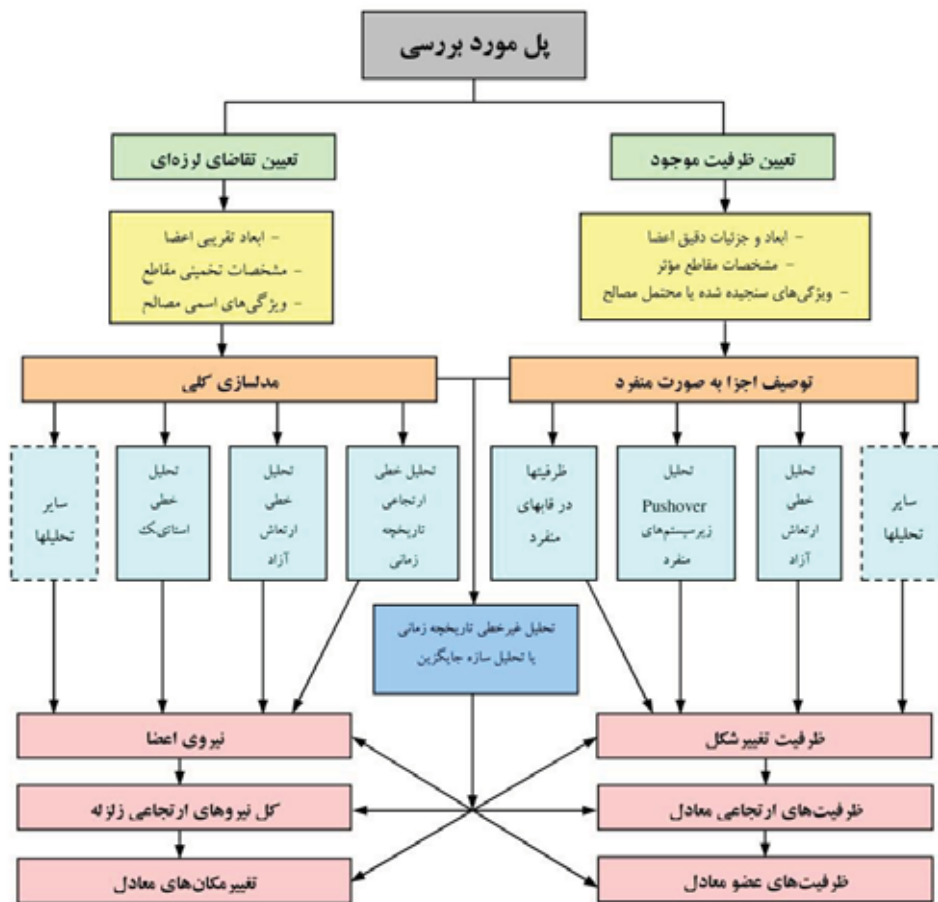 پل مورد بررسی
تعیین ظرفیت موجود
تعیین تقاضای لرزه‌ای
- ابعاد و جزئیات دقیق اعضا
- مشخصات مقاطع مؤثر
- ویژگی‌های سنجیده شده یا محتمل مصالح
- ابعاد تقریبی اعضا
- مشخصات تخمینی مقاطع
- ویژگی‌های اسمی مصالح
توصیف اجزا به صورت منفرد
مدلسازی کلی
سایر
تحلیلها
تحلیل
خطی
ارتعاش
آزاد
تحلیل
Pushover
زیرسیستم‌های
منفرد
ظرفیتها
در قابهای
منفرد
تحلیل خطی
ارتجاعی
تاریخچه
زمانی
تحلیل
خطی
ارتعاش
آزاد
تحلیل
خطی
استاتیک
سایر
تحلیلها
تحلیل غیرخطی تاریخچه زمانی
یا تحلیل سازه جایگزین
ظرفیت تغییرشکل
نیروی اعضا
ظرفیت‌های ارتجاعی معادل
کل نیروهای ارتجاعی زلزله
ظرفیت‌های عضو معادل
تغییرمکان‌های معادل